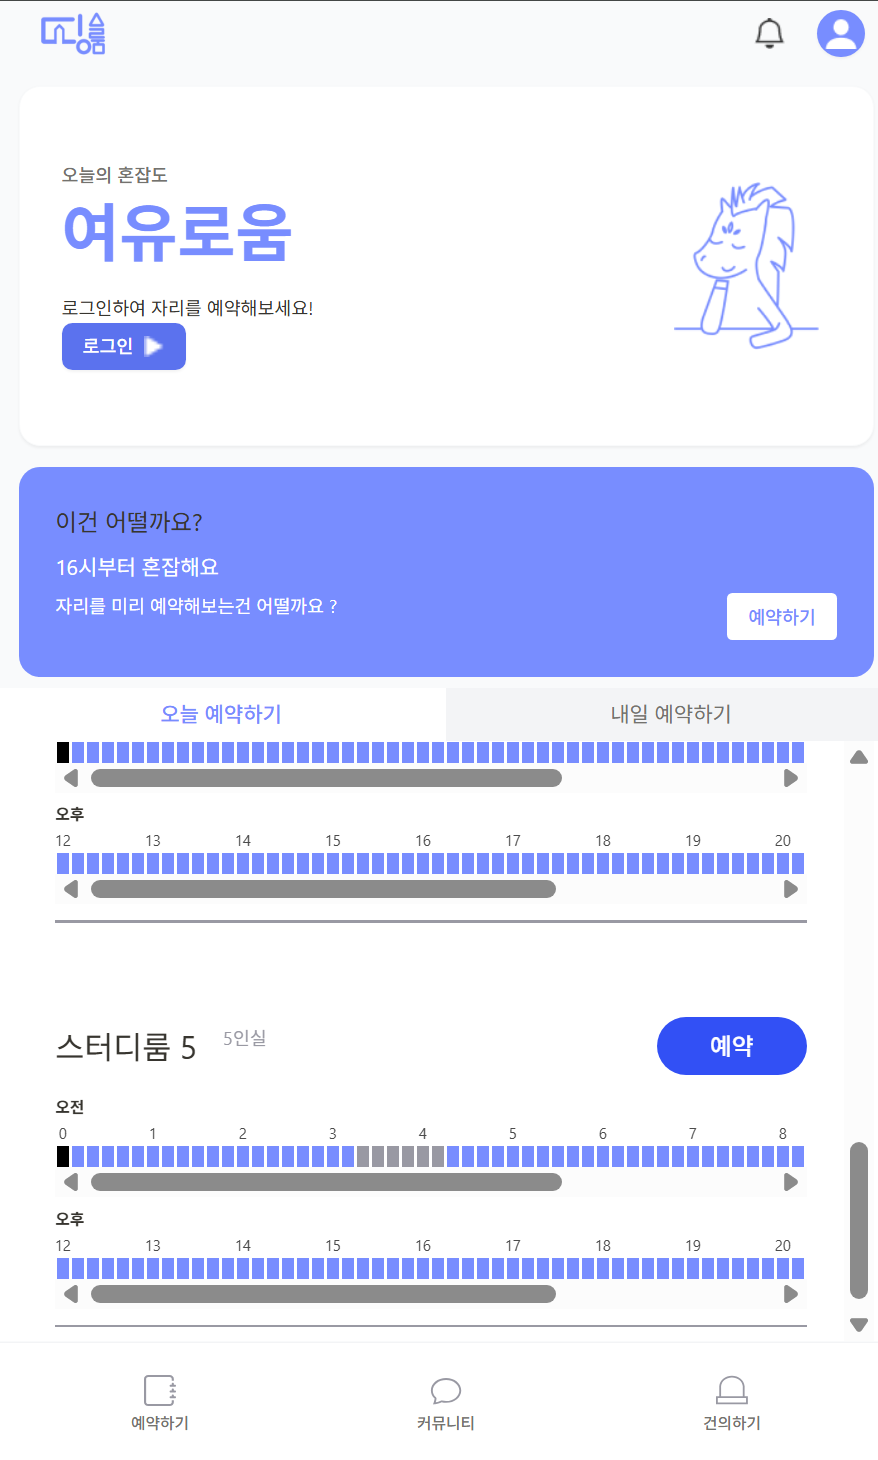 오늘의 혼잡도
여유로움
로그인하여 자리를 예약해보세요!
로그인
이건 어떨까요?
16시부터 혼잡해요
자리를 미리 예약해보는건 어떨까요 ?
예약하기
오늘 예약하기 내일 예약하기
오후
12 13 14 15 16 17 18 19 20
스터디룸 5 5인실 예약
오전
0 1 2 3 4 5 6 7 8
오후
12 13 14 15 16 17 18 19 20
예약하기 커뮤니티 건의하기